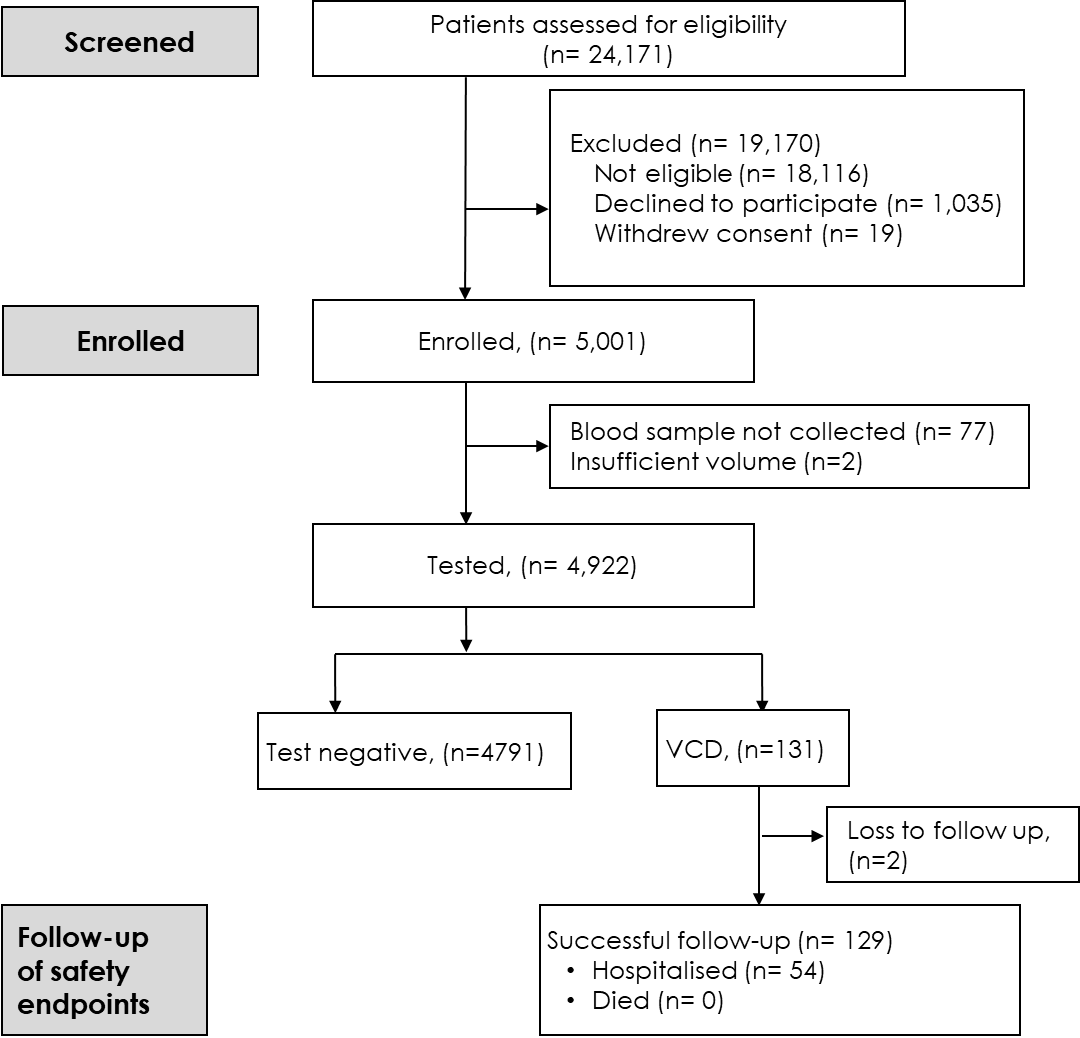 Screened
Patients assessed for eligibility
(n= 24,171)
Excluded (n= 19,170)
Not eligible (n= 18,116)
Declined to participate (n= 1,035)
Withdrew consent (n= 19)
Enrolled
Enrolled, (n= 5,001)
Blood sample not collected (n= 77)
Insufficient volume (n=2)
Tested, (n= 4,922)
Test negative, (n=4791)
VCD, (n=131)
Loss to follow up,
(n=2)
Follow-up
of safety
endpoints
Successful follow-up (n= 129)
• Hospitalised (n= 54)
• Died (n= 0)